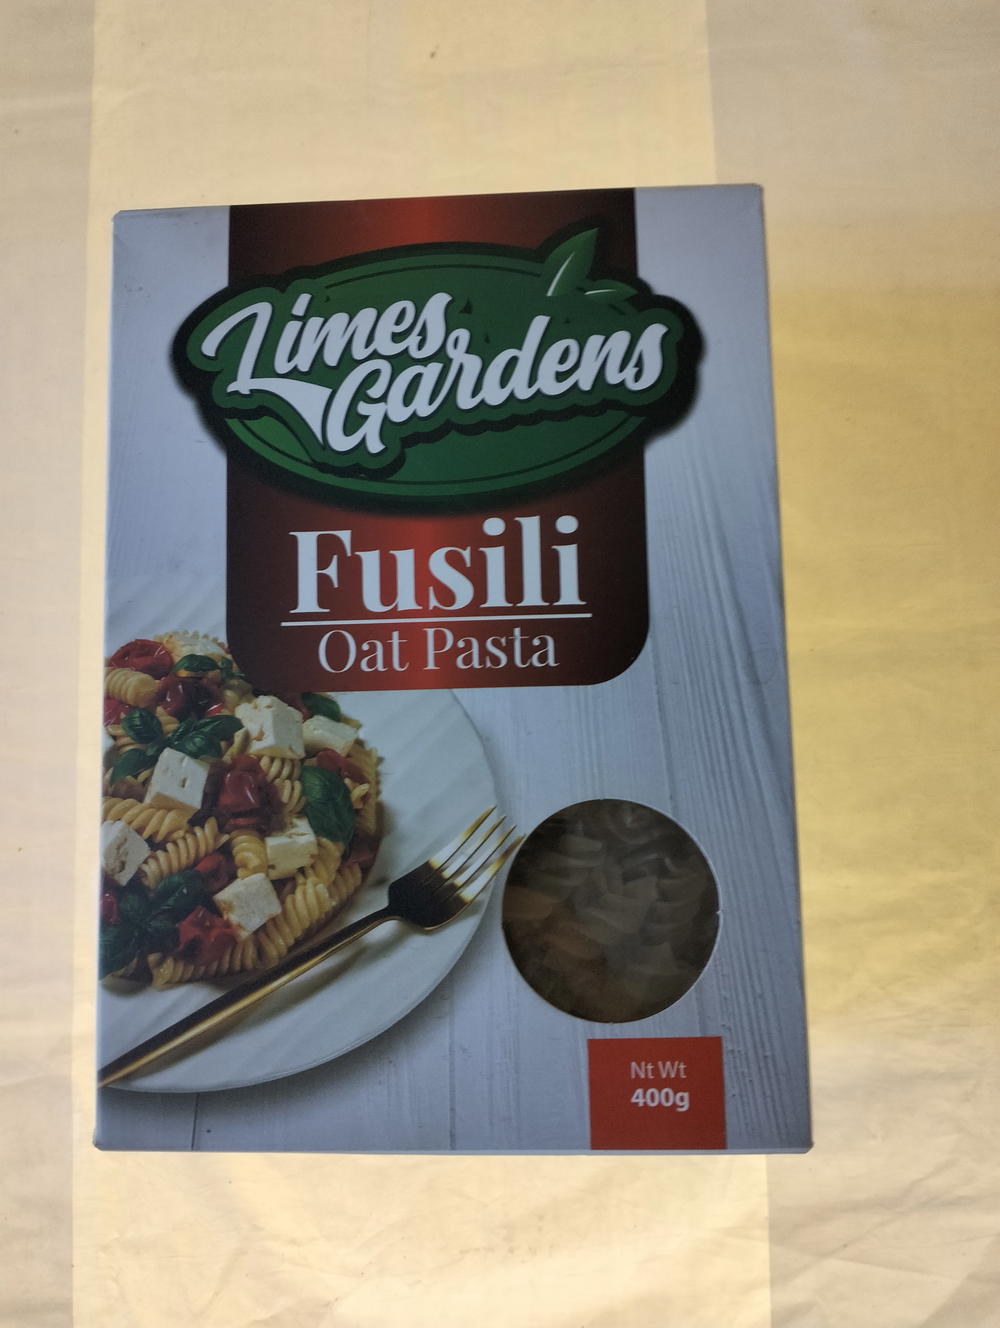 Limes
Gardens
Fusili
Oat Pasta
Nt Wt
400g